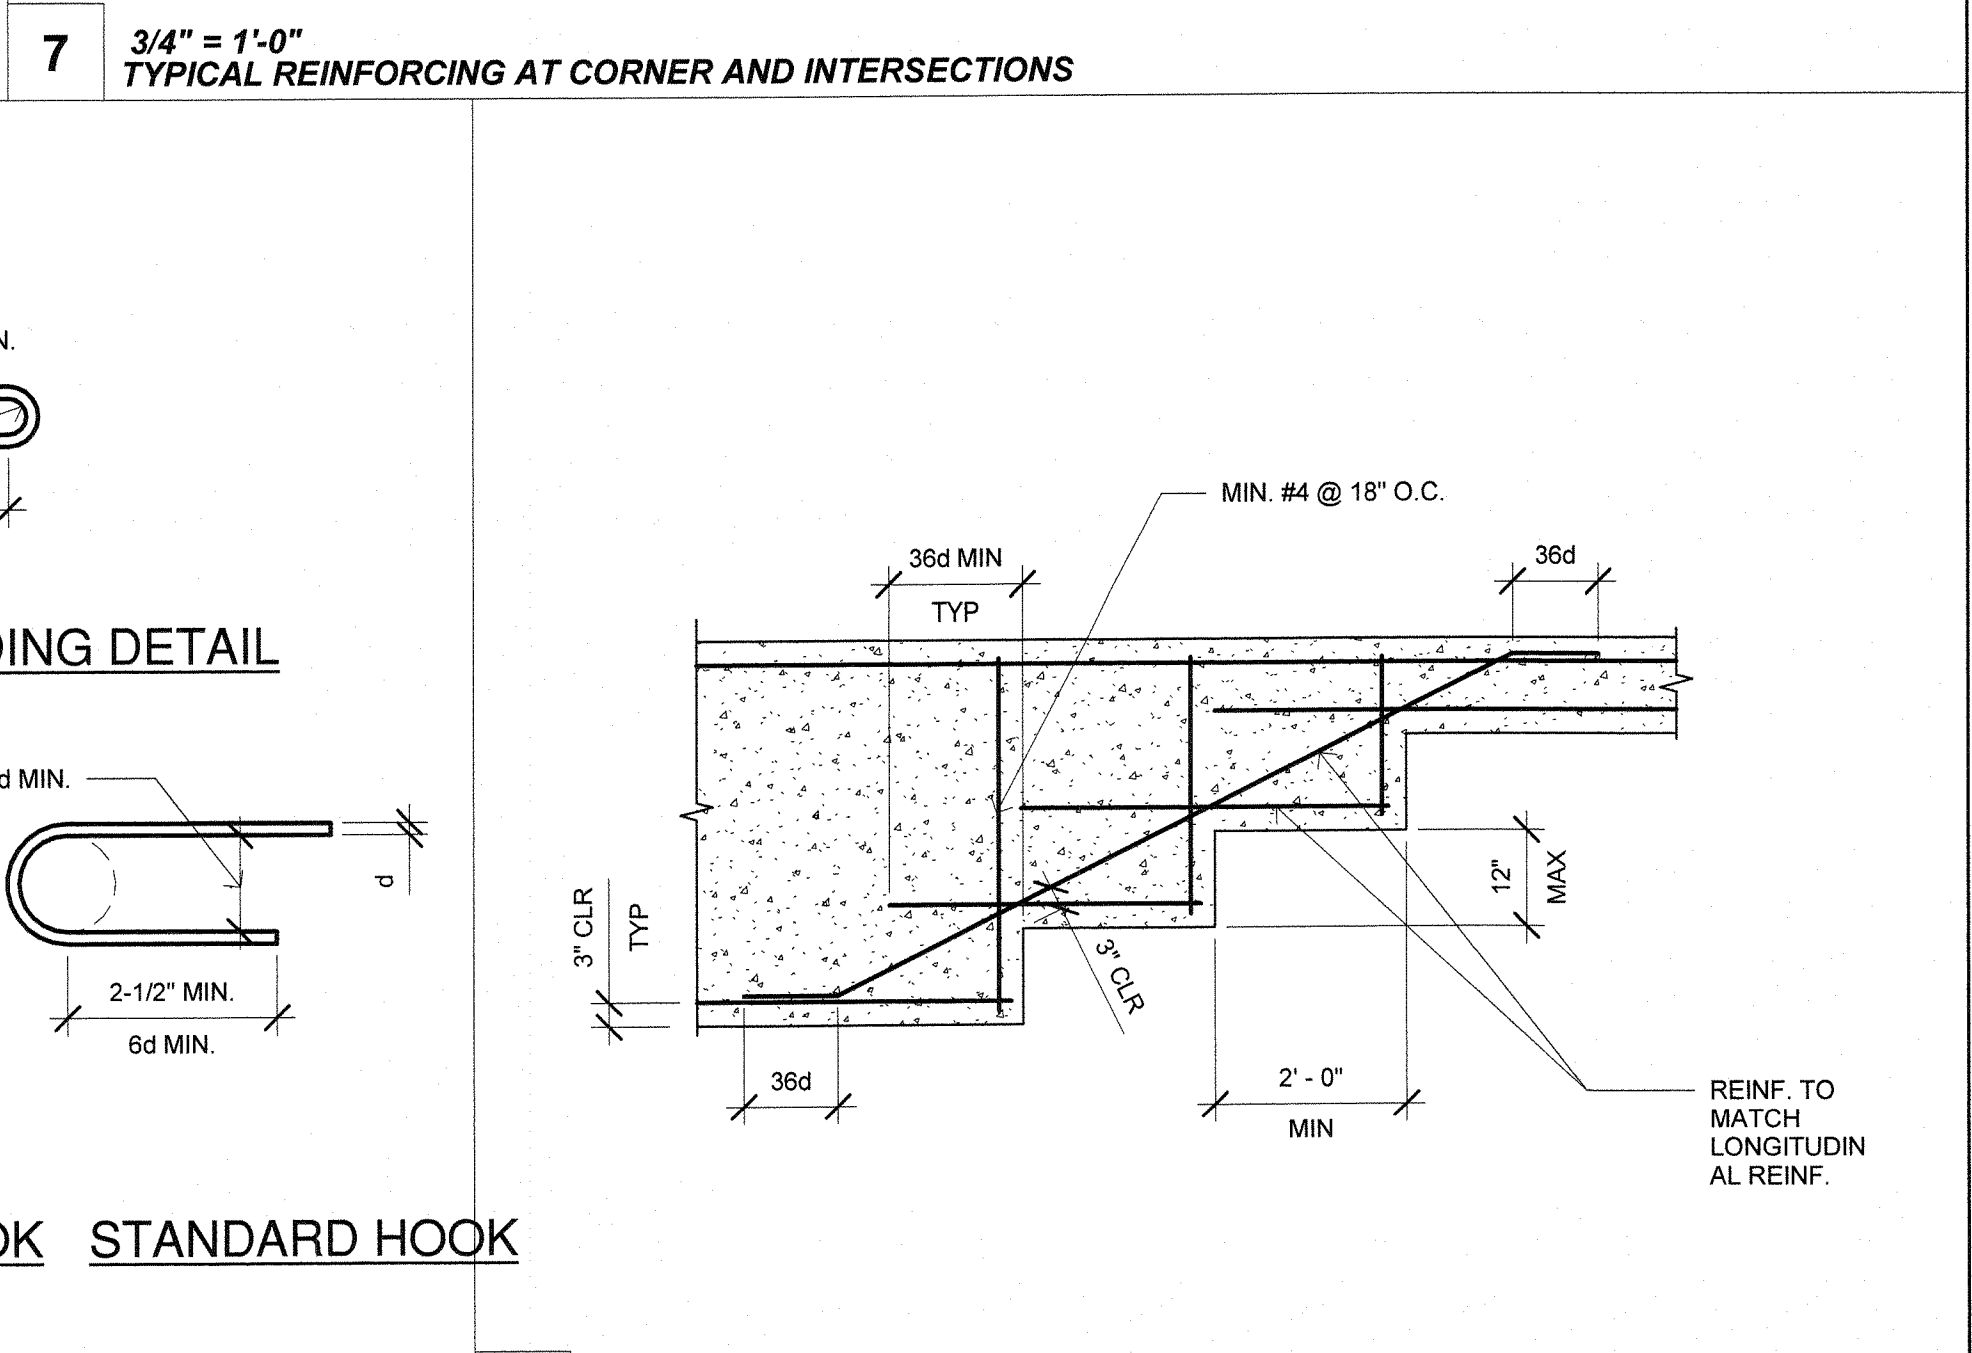 7
3/4" = 1'-0"
TYPICAL REINFORCING AT CORNER AND INTERSECTIONS
MIN. #4 @ 18" O.C.
36d MIN
TYP
36d
DETAIL
d MIN.
d
2-1/2" MIN.
6d MIN.
STANDARD HOOK
3" CLR
TYP
3" CLR
12"
MAX
36d
2' - 0"
MIN
REINF. TO
MATCH
LONGITUDIN
AL REINF.